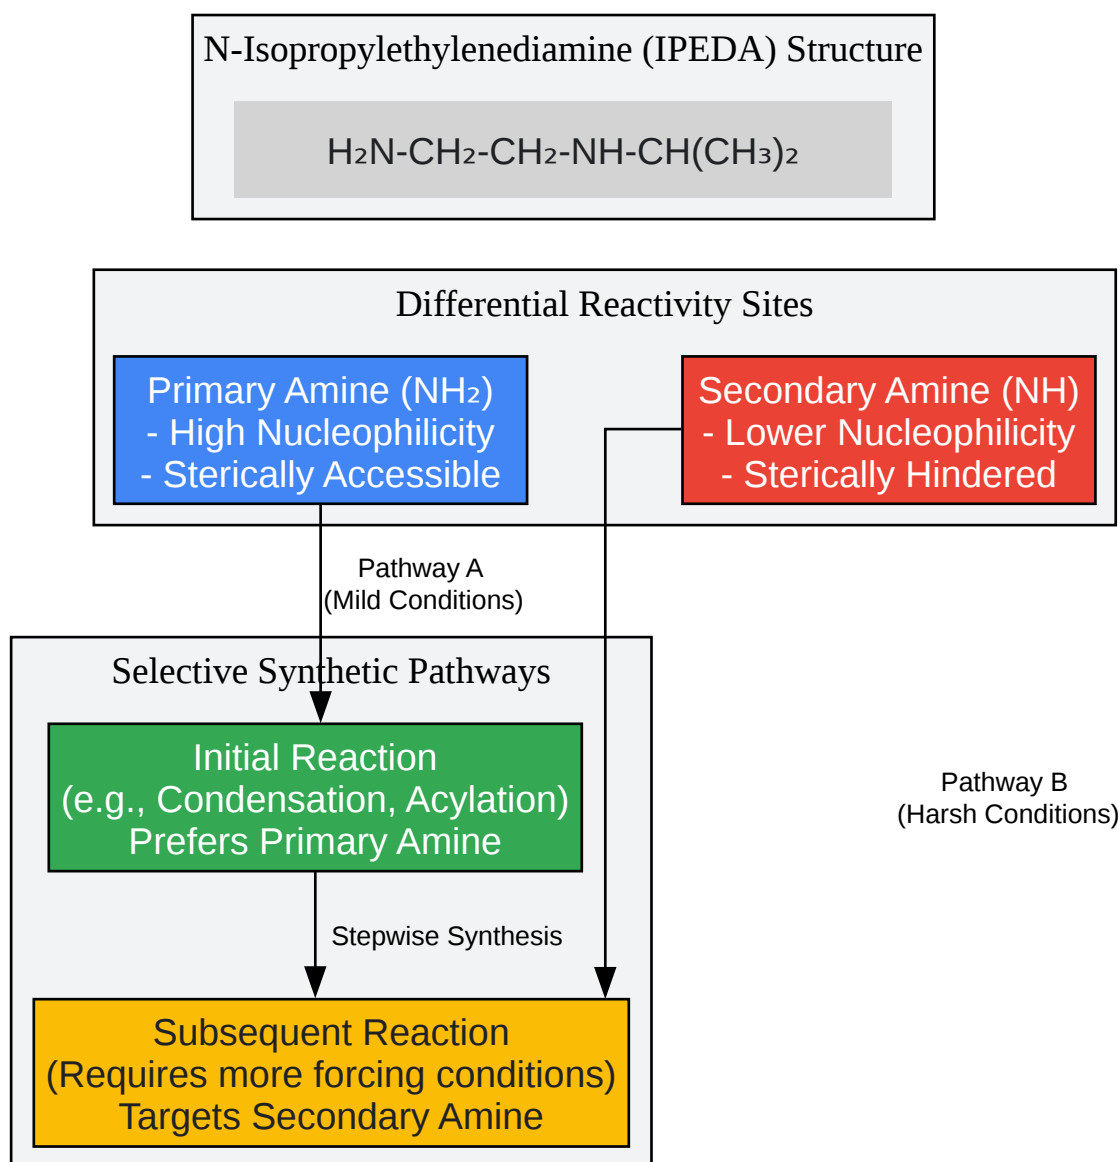 N-Isopropylethylenediamine (IPEDA) Structure
H₂N-CH₂-CH₂-NH-CH(CH₃)₂
Differential Reactivity Sites
Primary Amine (NH₂)
- High Nucleophilicity
- Sterically Accessible
Secondary Amine (NH)
- Lower Nucleophilicity
- Sterically Hindered
Pathway A
(Mild Conditions)
Selective Synthetic Pathways
Initial Reaction
(e.g., Condensation, Acylation)
Prefers Primary Amine
Pathway B
(Harsh Conditions)
Stepwise Synthesis
Subsequent Reaction
(Requires more forcing conditions)
Targets Secondary Amine